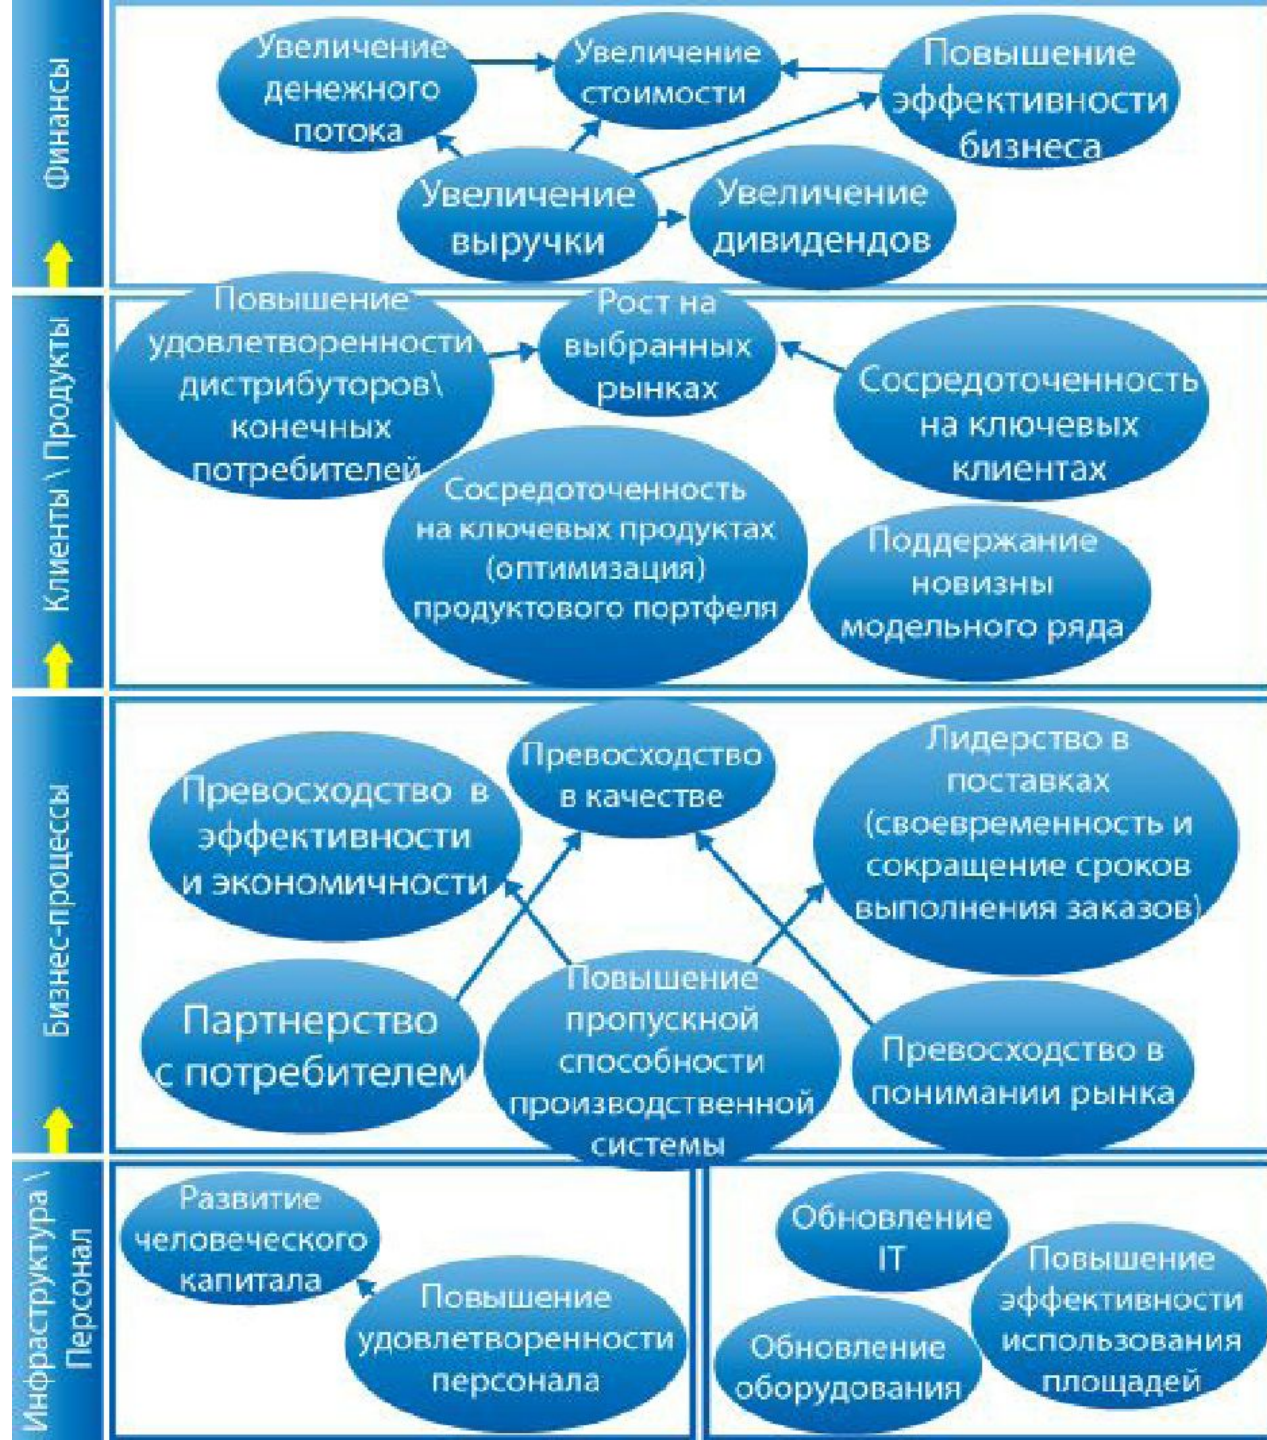 Финансы
Увеличение
денежного
потока
Увеличение
стоимости
Повышение
эффективности
бизнеса
Увеличение
выручки
Увеличение
дивидендов
Клиенты \ Продукты
Повышение
удовлетворенности
дистрибуторов\
конечных
потребителей
Рост на
выбранных
рынках
Сосредоточенность
на ключевых
клиентах
Сосредоточенность
на ключевых продуктах
(оптимизация)
продуктового портфеля
Поддержание
новизны
модельного ряда
Бизнес-процессы
Превосходство в
эффективности
и экономичности
Превосходство
в качестве
Лидерство в
поставках
(своевременность и
сокращение сроков
выполнения заказов)
Партнерство
с потребителем
Повышение
пропускной
способности
производственной
системы
Превосходство в
понимании рынка
Инфраструктура \
Персонал
Развитие
человеческого
капитала
Повышение
удовлетворенности
персонала
Обновление
IT
Обновление
оборудования
Повышение
эффективности
использования
площадей